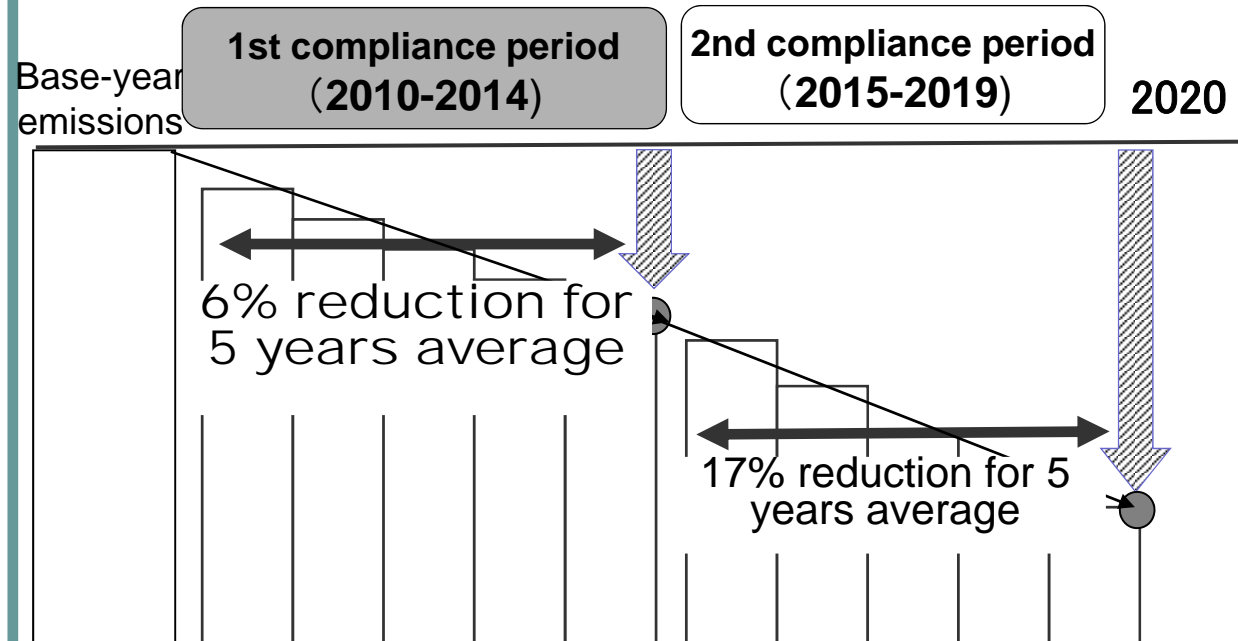 Base-year
emissions
1st compliance period
（2010-2014)
2nd compliance period
（2015-2019)
2020
6% reduction for
5 years average
17% reduction for 5
years average